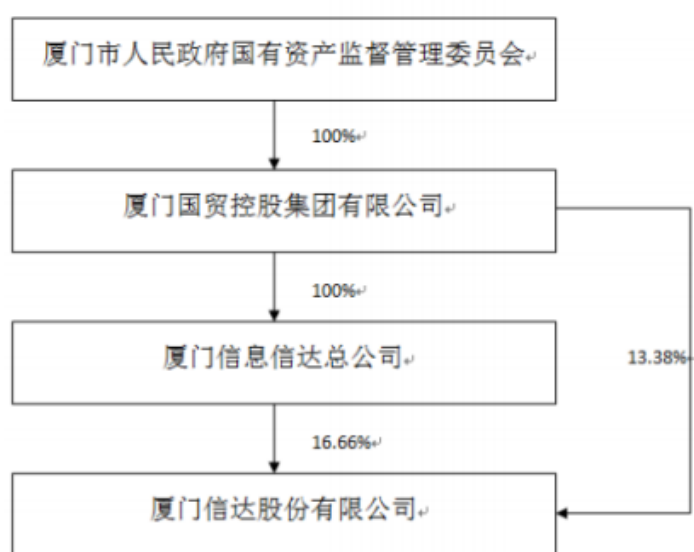 厦门市人民政府国有资产监督管理委员会
100%
厦门国贸控股集团有限公司
100%
厦门信息信达总公司
13.38%
16.66%
厦门信达股份有限公司